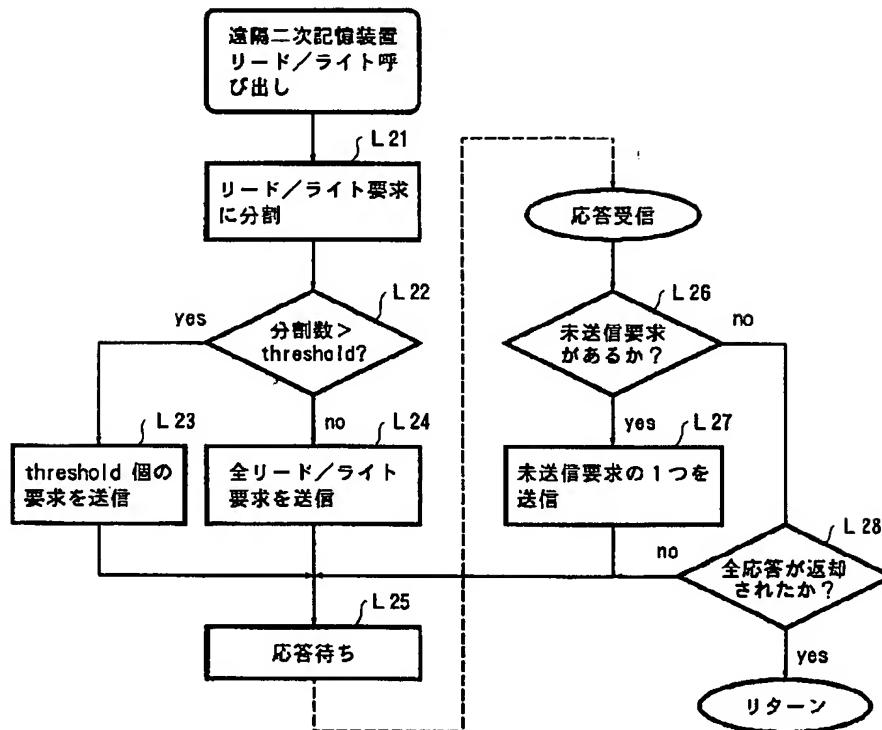 遠隔二次記憶装置
リード／ライト呼
び出し
L21
リード／ライト要求
に分割
L22
分割数＞
threshold?
yes
no
L23
threshold 個の
要求を送信
L24
全リード／ライト
要求を送信
L25
応答待ち
応答受信
L26
未送信要求
があるか？
no
yes
L27
未送信要求の１つを
送信
L28
全応答が返却
されたか？
no
yes
リターン